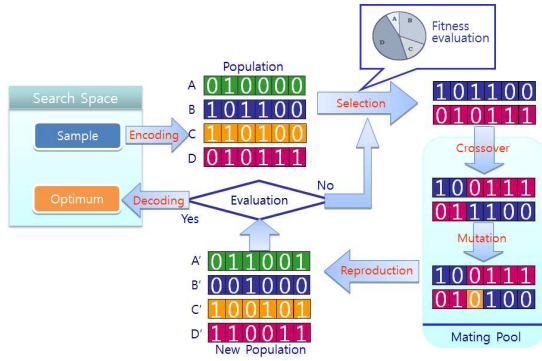 Fitness
evaluation
A
B
C
D
Population
A 010000
B 101100
C 110100
D 010111
Search Space
Sample
Encoding
Selection
101100
010111
Crossover
100111
011100
Mutation
100111
010100
Mating Pool
Optimum
Decoding
Yes
Evaluation
No
Reproduction
A' 011001
B' 001000
C' 100101
D' 110011
New Population